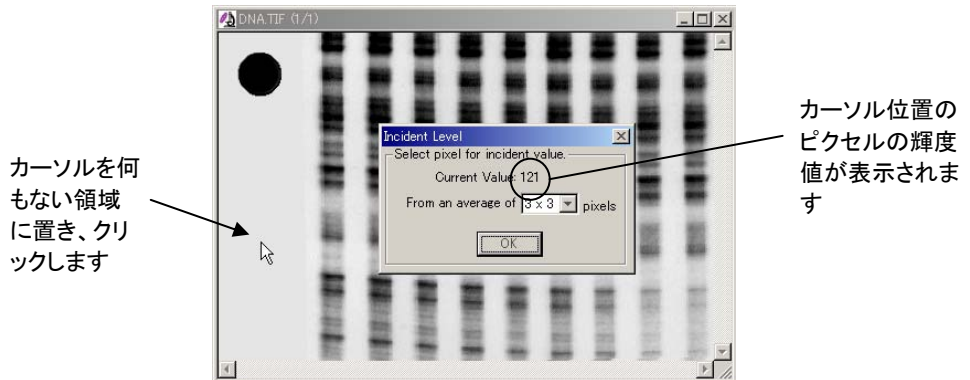 DNA.TIF (1/1)
Incident Level
Select pixel for incident value.
Current Value: 121
From an average of 3 x 3 pixels
OK
カーソルを何
もない領域
に置き、クリ
ックします
カーソル位置の
ピクセルの輝度
値が表示されま
す